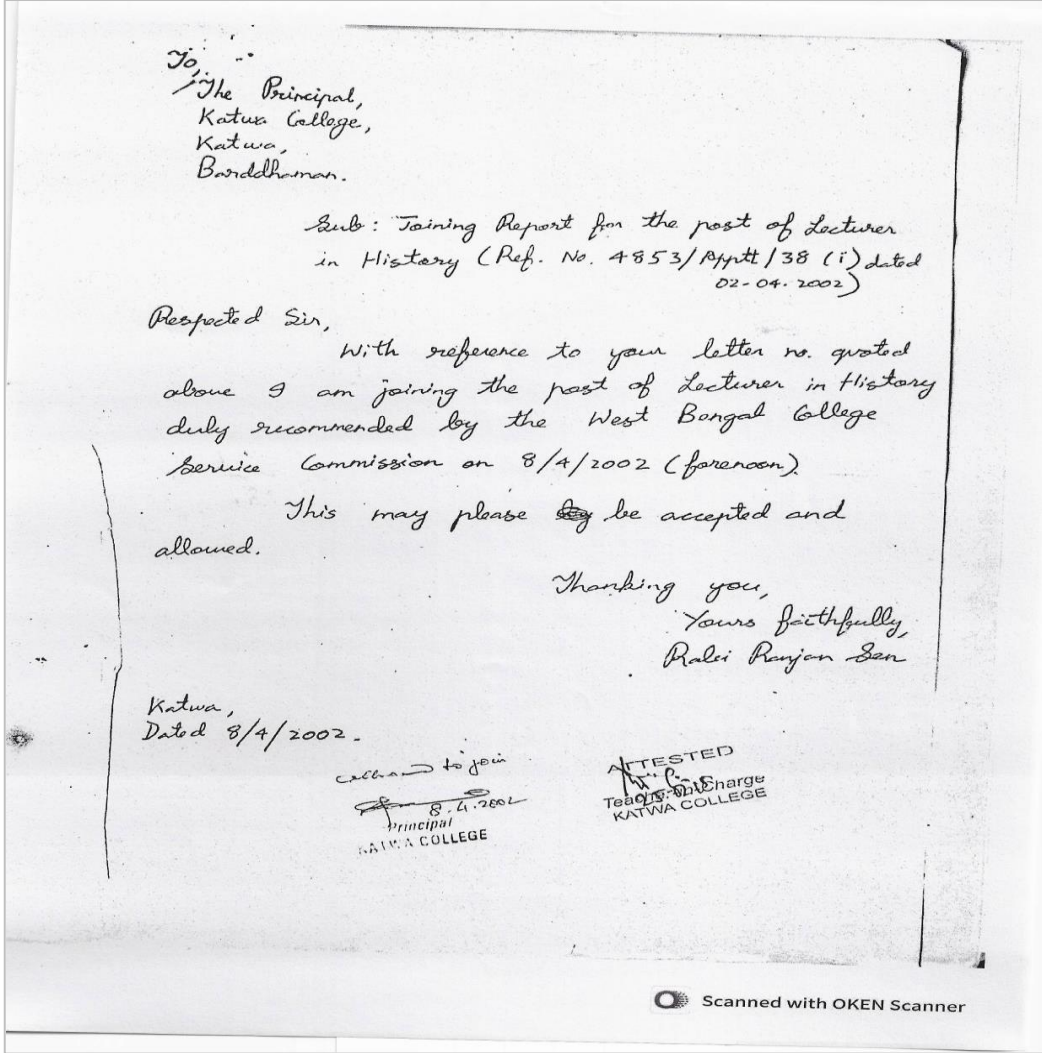 To,
The Principal,
Katwa College,
Katwa,
Barddhaman.
Sub: Joining Report for the post of Lecturer
in History (Ref. No. 4853/Apptt/38 (i) dated
02-04-2002)
Respected Sir,
With reference to your letter no. quoted
above I am joining the post of Lecturer in History
duly recommended by the West Bengal College
Service Commission on 8/4/2002 (forenoon).
This may please be accepted and
allowed.
Thanking you,
Yours faithfully,
Rabi Ranjan Sen
Katwa,
Dated 8/4/2002.
to join
8.4.2002
Principal
KATWA COLLEGE
ATTESTED
Teacher-in-Charge
KATWA COLLEGE
Scanned with OKEN Scanner